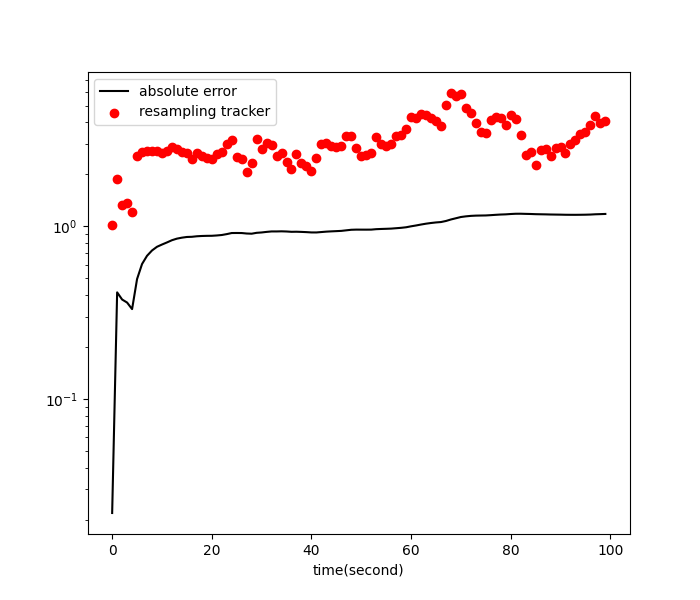 absolute error
resampling tracker
10^0
10^-1
0 20 40 60 80 100
time(second)